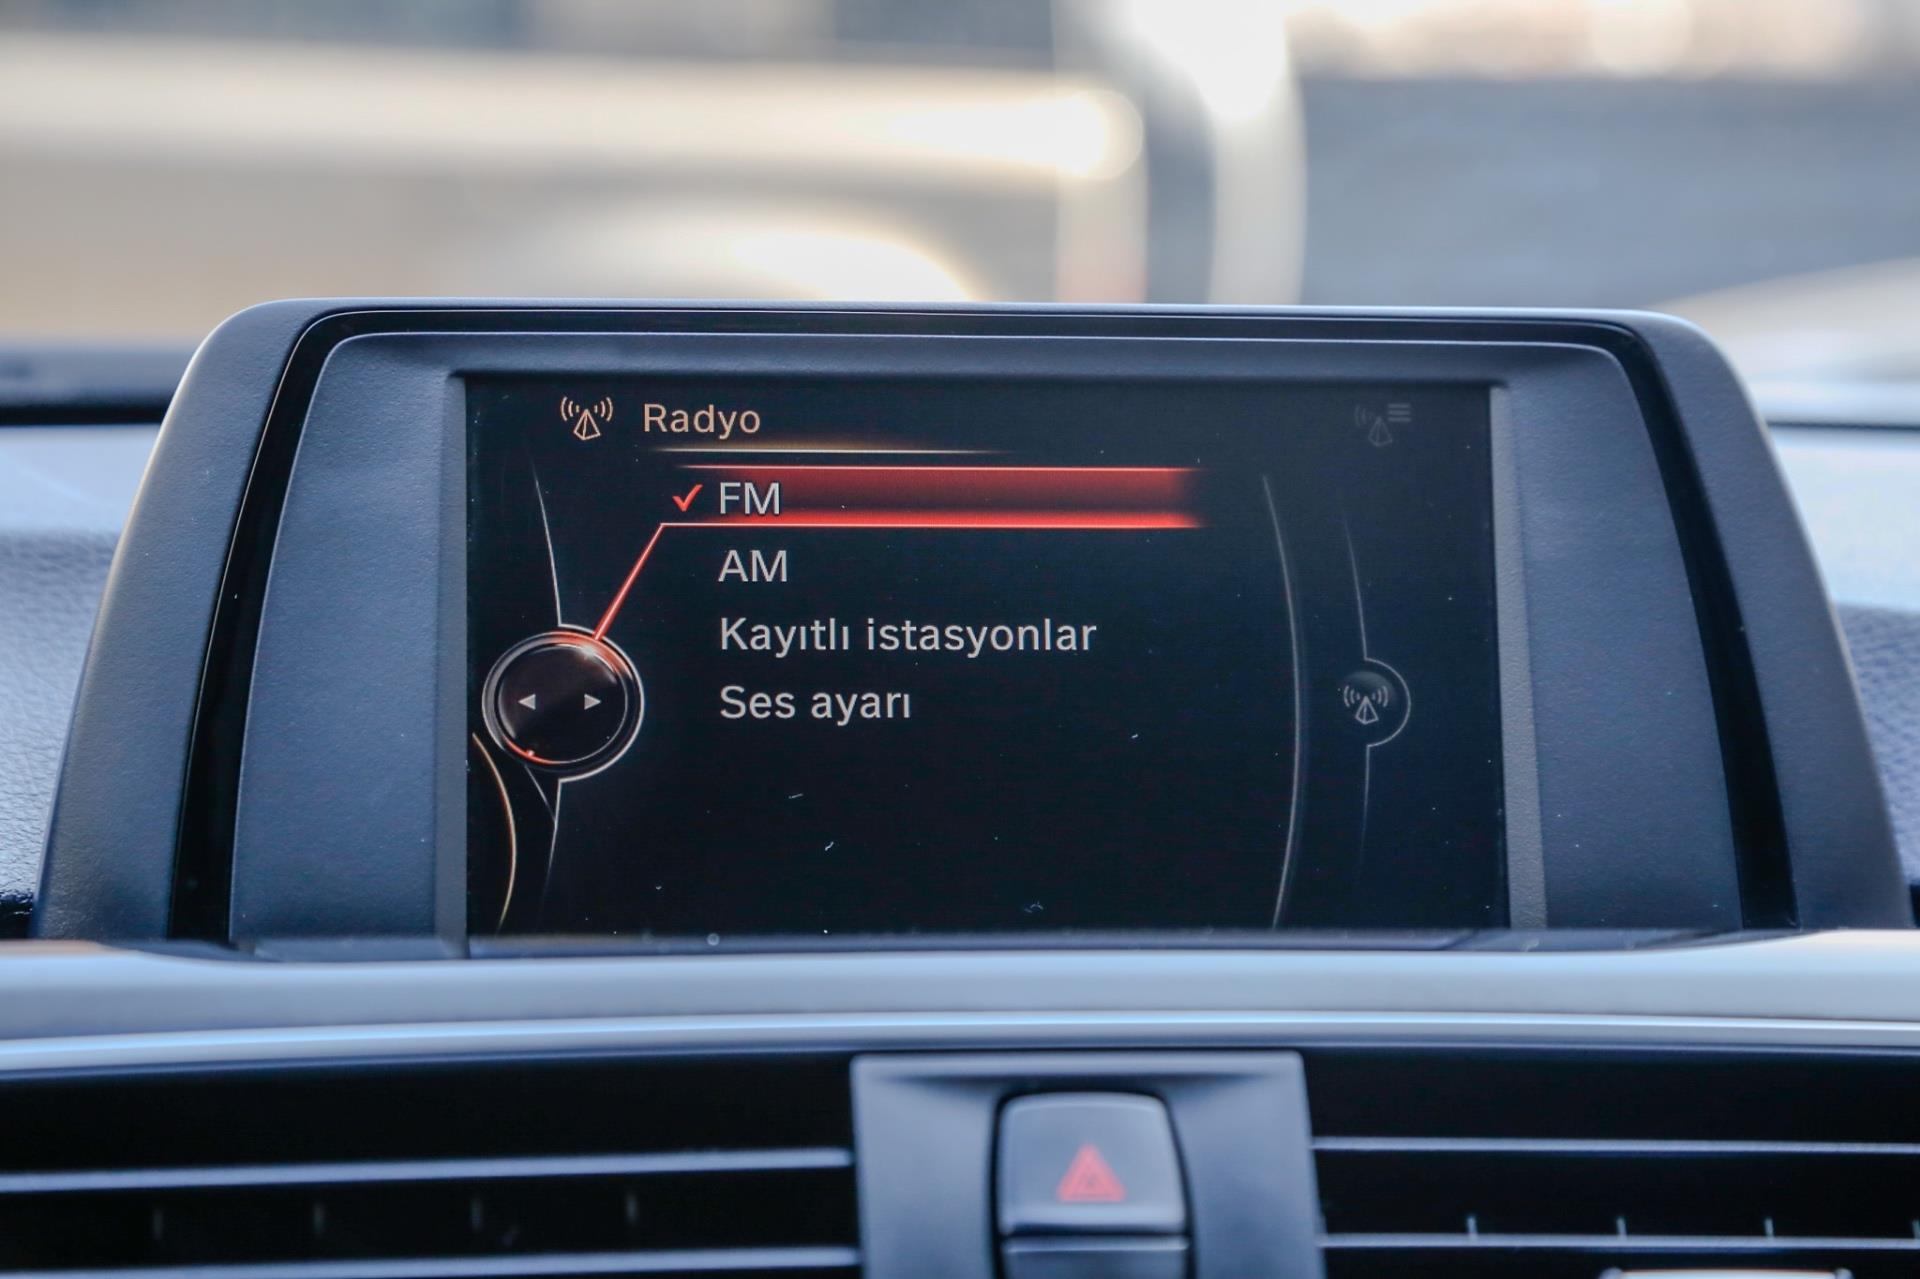 Radyo
FM
AM
Kayıtlı istasyonlar
Ses ayarı